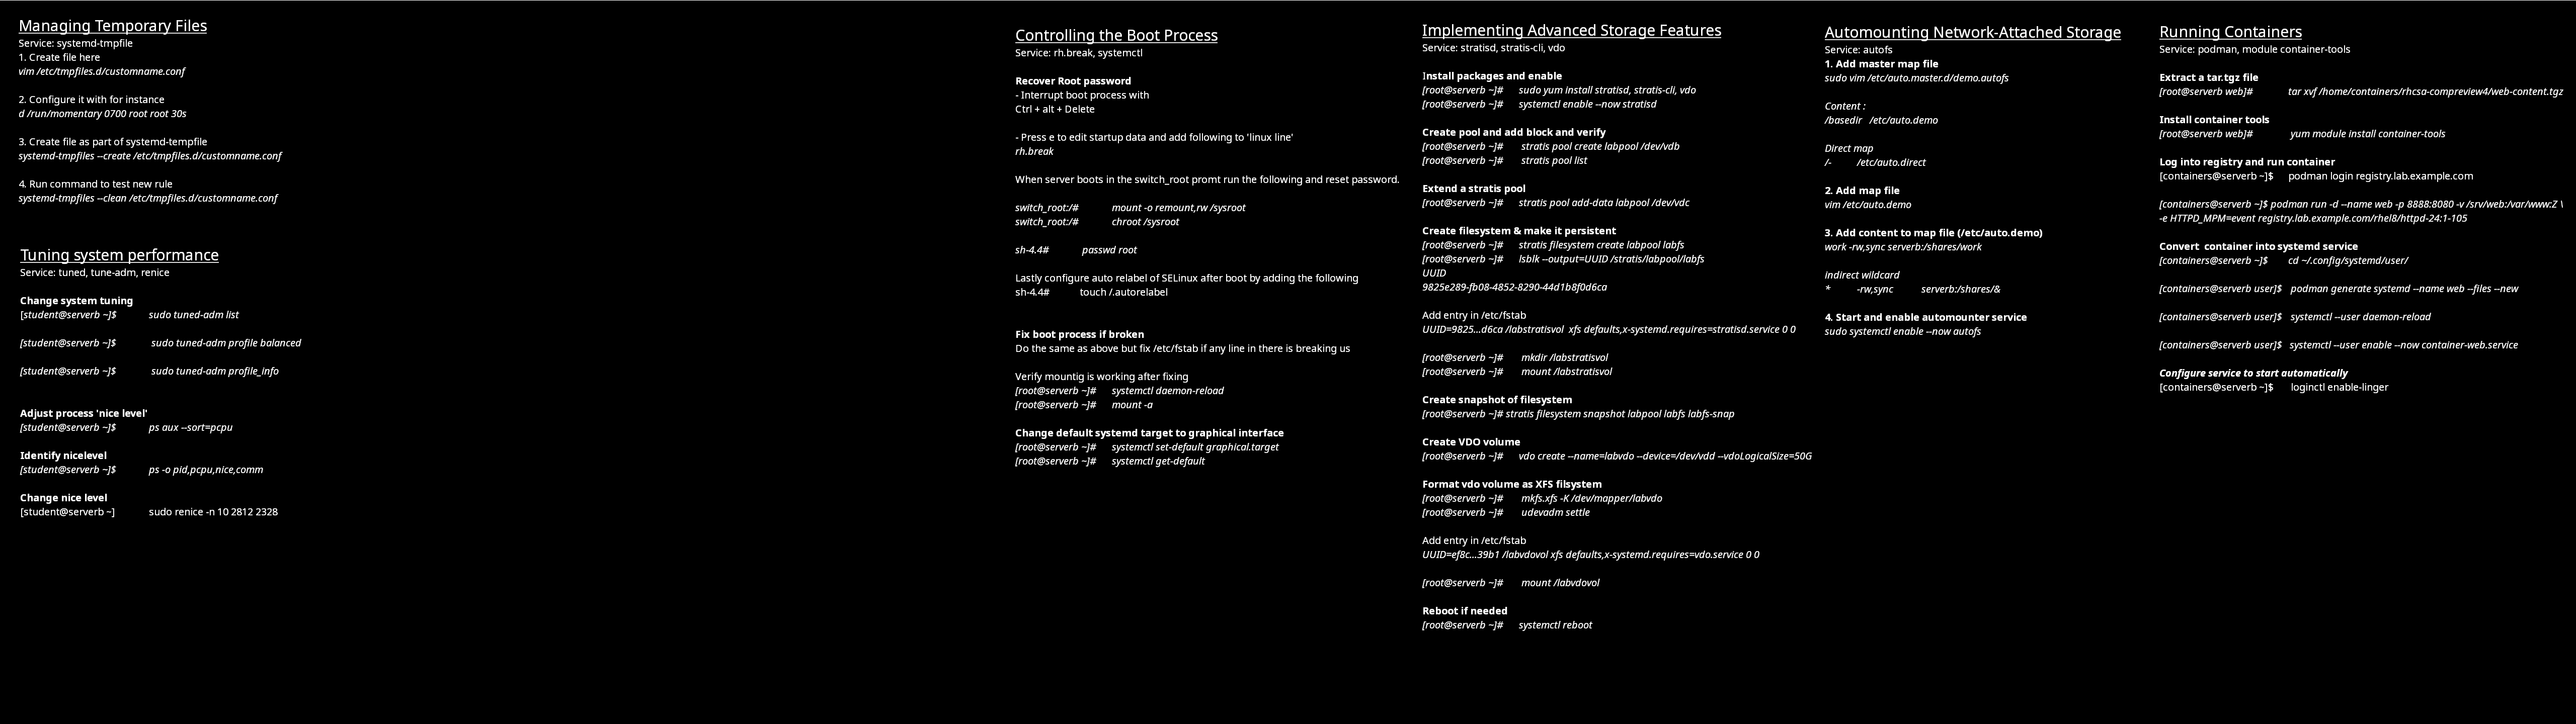 Managing Temporary Files
Service: systemd-tmpfile
1. Create file here
vim /etc/tmpfiles.d/customname.conf
2. Configure it with for instance
d /run/momentary 0700 root root 30s
3. Create file as part of systemd-tempfile
systemd-tmpfiles --create /etc/tmpfiles.d/customname.conf
4. Run command to test new rule
systemd-tmpfiles --clean /etc/tmpfiles.d/customname.conf
Tuning system performance
Service: tuned, tune-adm, renice
Change system tuning
[student@serverb ~]$ sudo tuned-adm list
[student@serverb ~]$ sudo tuned-adm profile balanced
[student@serverb ~]$ sudo tuned-adm profile_info
Adjust process 'nice level'
[student@serverb ~]$ ps aux --sort=pcpu
Identify nicelevel
[student@serverb ~]$ ps -o pid,pcpu,nice,comm
Change nice level
[student@serverb ~] sudo renice -n 10 2812 2328
Controlling the Boot Process
Service: rh.break, systemctl
Recover Root password
- Interrupt boot process with
Ctrl + alt + Delete
- Press e to edit startup data and add following to 'linux line'
rh.break
When server boots in the switch_root promt run the following and reset password.
switch_root:/# mount -o remount,rw /sysroot
switch_root:/# chroot /sysroot
sh-4.4# passwd root
Lastly configure auto relabel of SELinux after boot by adding the following
sh-4.4# touch /.autorelabel
Fix boot process if broken
Do the same as above but fix /etc/fstab if any line in there is breaking us
Verify mountig is working after fixing
[root@serverb ~]# systemctl daemon-reload
[root@serverb ~]# mount -a
Change default systemd target to graphical interface
[root@serverb ~]# systemctl set-default graphical.target
[root@serverb ~]# systemctl get-default
Implementing Advanced Storage Features
Service: stratisd, stratis-cli, vdo
Install packages and enable
[root@serverb ~]# sudo yum install stratisd, stratis-cli, vdo
[root@serverb ~]# systemctl enable --now stratisd
Create pool and add block and verify
[root@serverb ~]# stratis pool create labpool /dev/vdb
[root@serverb ~]# stratis pool list
Extend a stratis pool
[root@serverb ~]# stratis pool add-data labpool /dev/vdc
Create filesystem & make it persistent
[root@serverb ~]# stratis filesystem create labpool labfs
[root@serverb ~]# lsblk --output=UUID /stratis/labpool/labfs
UUID
9825e289-fb08-4852-8290-44d1b8f0d6ca
Add entry in /etc/fstab
UUID=9825...d6ca /labstratisvol xfs defaults,x-systemd.requires=stratisd.service 0 0
[root@serverb ~]# mkdir /labstratisvol
[root@serverb ~]# mount /labstratisvol
Create snapshot of filesystem
[root@serverb ~]# stratis filesystem snapshot labpool labfs labfs-snap
Create VDO volume
[root@serverb ~]# vdo create --name=labvdo --device=/dev/vdd --vdoLogicalSize=50G
Format vdo volume as XFS filsystem
[root@serverb ~]# mkfs.xfs -K /dev/mapper/labvdo
[root@serverb ~]# udevadm settle
Add entry in /etc/fstab
UUID=ef8c...39b1 /labvdovol xfs defaults,x-systemd.requires=vdo.service 0 0
[root@serverb ~]# mount /labvdovol
Reboot if needed
[root@serverb ~]# systemctl reboot
Automounting Network-Attached Storage
Service: autofs
1. Add master map file
sudo vim /etc/auto.master.d/demo.autofs
Content :
/basedir /etc/auto.demo
Direct map
/- /etc/auto.direct
2. Add map file
vim /etc/auto.demo
3. Add content to map file (/etc/auto.demo)
work -rw,sync serverb:/shares/work
indirect wildcard
* -rw,sync serverb:/shares/&
4. Start and enable automounter service
sudo systemctl enable --now autofs
Running Containers
Service: podman, module container-tools
Extract a tar.tgz file
[root@serverb web]# tar xvf /home/containers/rhcsa-compreview4/web-content.tgz
Install container tools
[root@serverb web]# yum module install container-tools
Log into registry and run container
[containers@serverb ~]$ podman login registry.lab.example.com
[containers@serverb ~]$ podman run -d --name web -p 8888:8080 -v /srv/web:/var/www:Z \
-e HTTPD_MPM=event registry.lab.example.com/rhel8/httpd-24:1-105
Convert container into systemd service
[containers@serverb ~]$ cd ~/.config/systemd/user/
[containers@serverb user]$ podman generate systemd --name web --files --new
[containers@serverb user]$ systemctl --user daemon-reload
[containers@serverb user]$ systemctl --user enable --now container-web.service
Configure service to start automatically
[containers@serverb ~]$ loginctl enable-linger